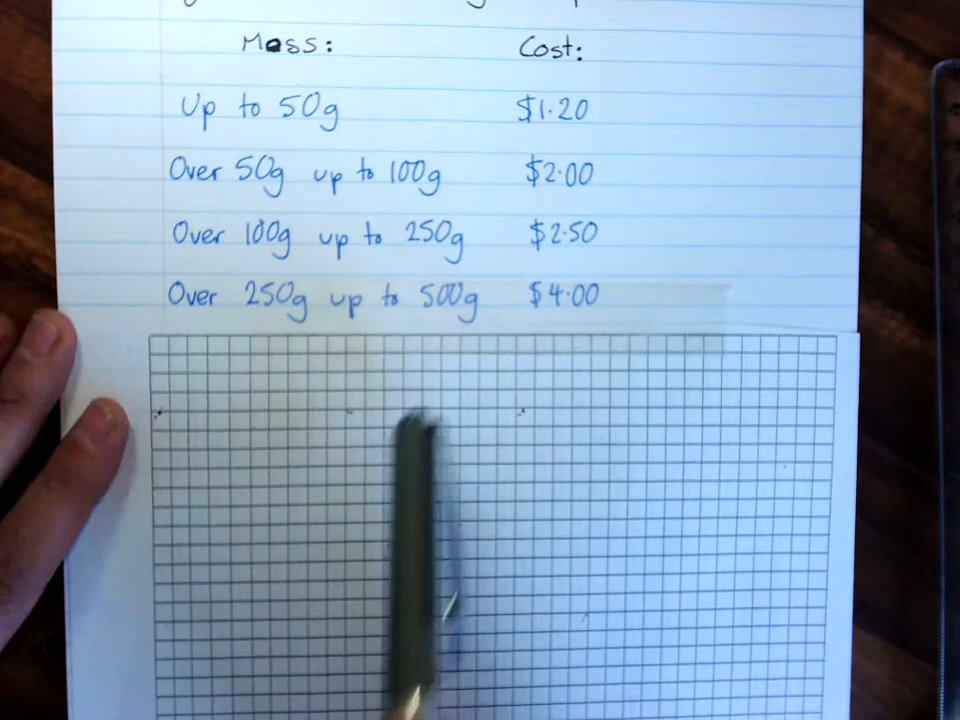 Mass: Cost:
Up to 50g $1.20
Over 50g up to 100g $2.00
Over 100g up to 250g $2.50
Over 250g up to 500g $4.00